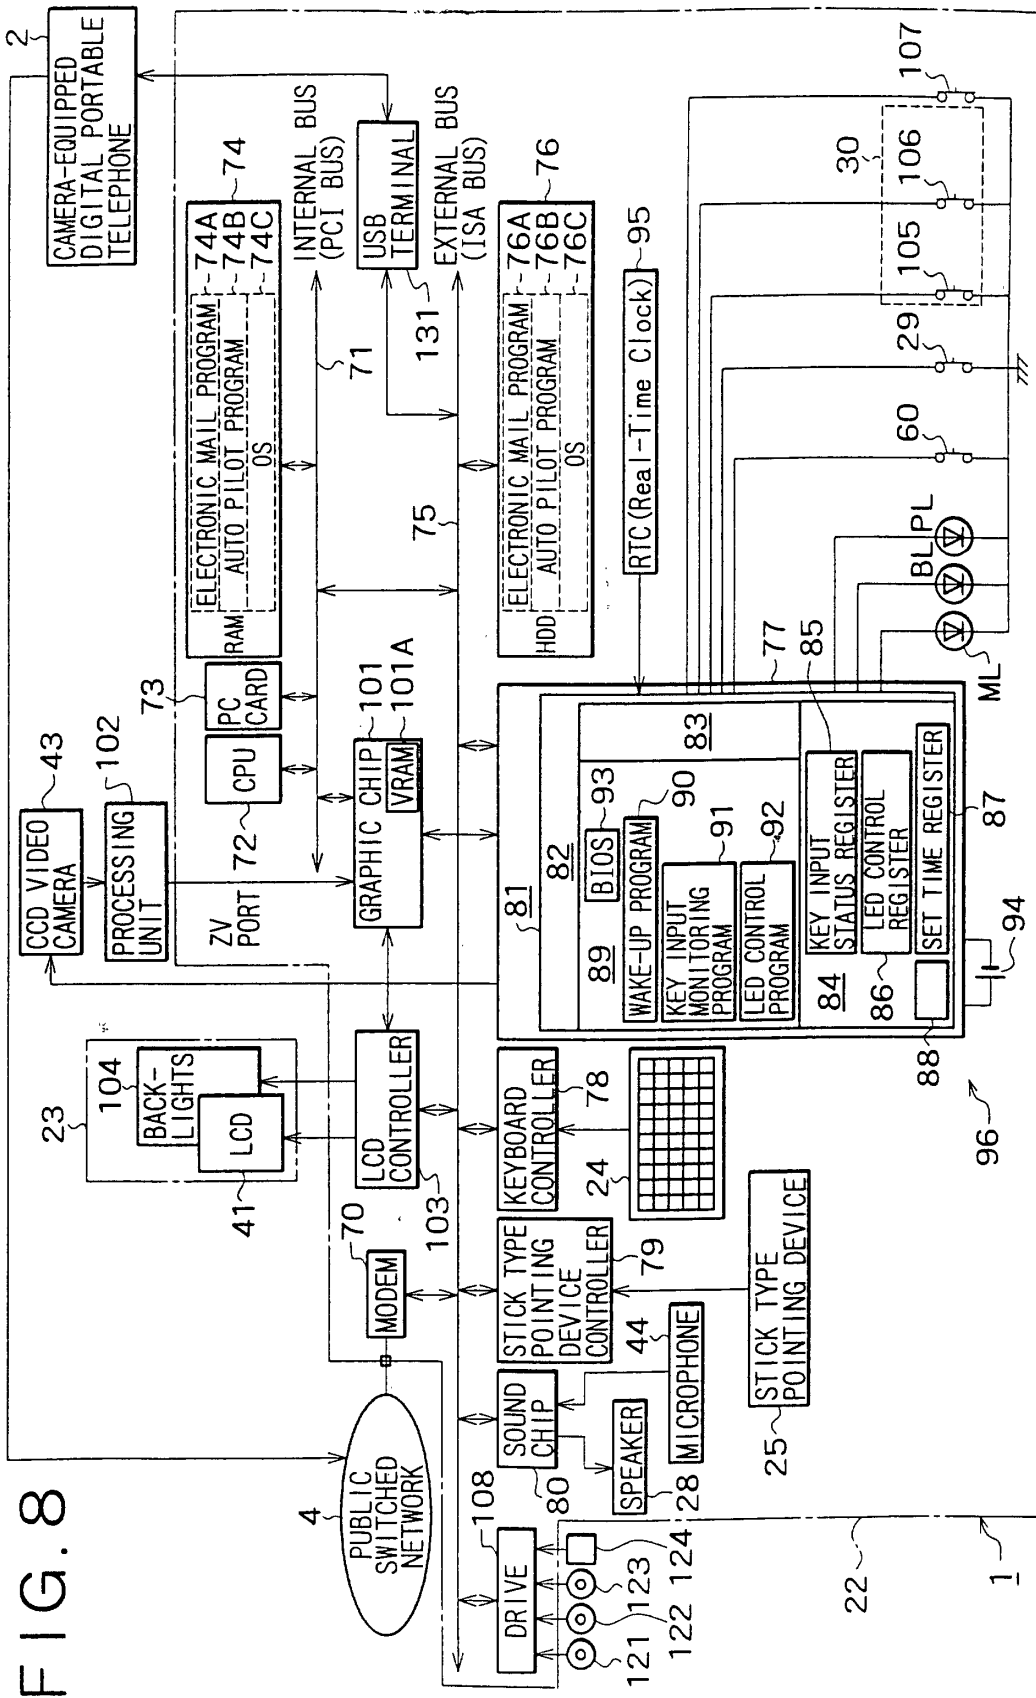 FIG. 8
2
CAMERA-EQUIPPED
DIGITAL PORTABLE
TELEPHONE
4
PUBLIC
SWITCHED
NETWORK
23
104
BACK-
LIGHTS
LCD
41
43
CCD VIDEO
CAMERA
102
PROCESSING
UNIT
ZV
PORT
72
CPU
73
PC
CARD
RAM
ELECTRONIC MAIL PROGRAM
AUTO PILOT PROGRAM
OS
74A
74B
74C
74
INTERNAL BUS
(PCI BUS)
71
70
MODEM
LCD
CONTROLLER
103
GRAPHIC CHIP
VRAM
101
101A
USB
TERMINAL
131
75
EXTERNAL BUS
(ISA BUS)
108
DRIVE
121
122
123
124
SOUND
CHIP
80
SPEAKER
28
MICROPHONE
44
STICK TYPE
POINTING
DEVICE
CONTROLLER
79
STICK TYPE
POINTING DEVICE
25
KEYBOARD
CONTROLLER
78
24
HDD
ELECTRONIC MAIL PROGRAM
AUTO PILOT PROGRAM
OS
76A
76B
76C
76
RTC(Real-Time Clock)
95
81
82
83
89
BIOS
93
WAKE-UP PROGRAM
90
KEY INPUT
MONITORING
PROGRAM
91
LED CONTROL
PROGRAM
92
84
KEY INPUT
STATUS REGISTER
85
LED CONTROL
REGISTER
86
SET TIME REGISTER
87
88
77
94
96
ML
BL
PL
60
29
105
30
106
107
22
1